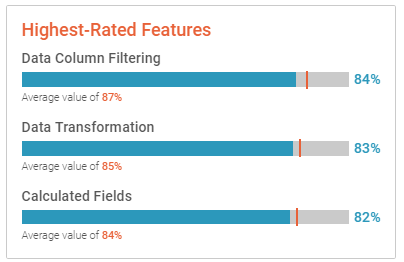 Highest-Rated Features
Data Column Filtering
84%
Average value of 87%
Data Transformation
83%
Average value of 85%
Calculated Fields
82%
Average value of 84%